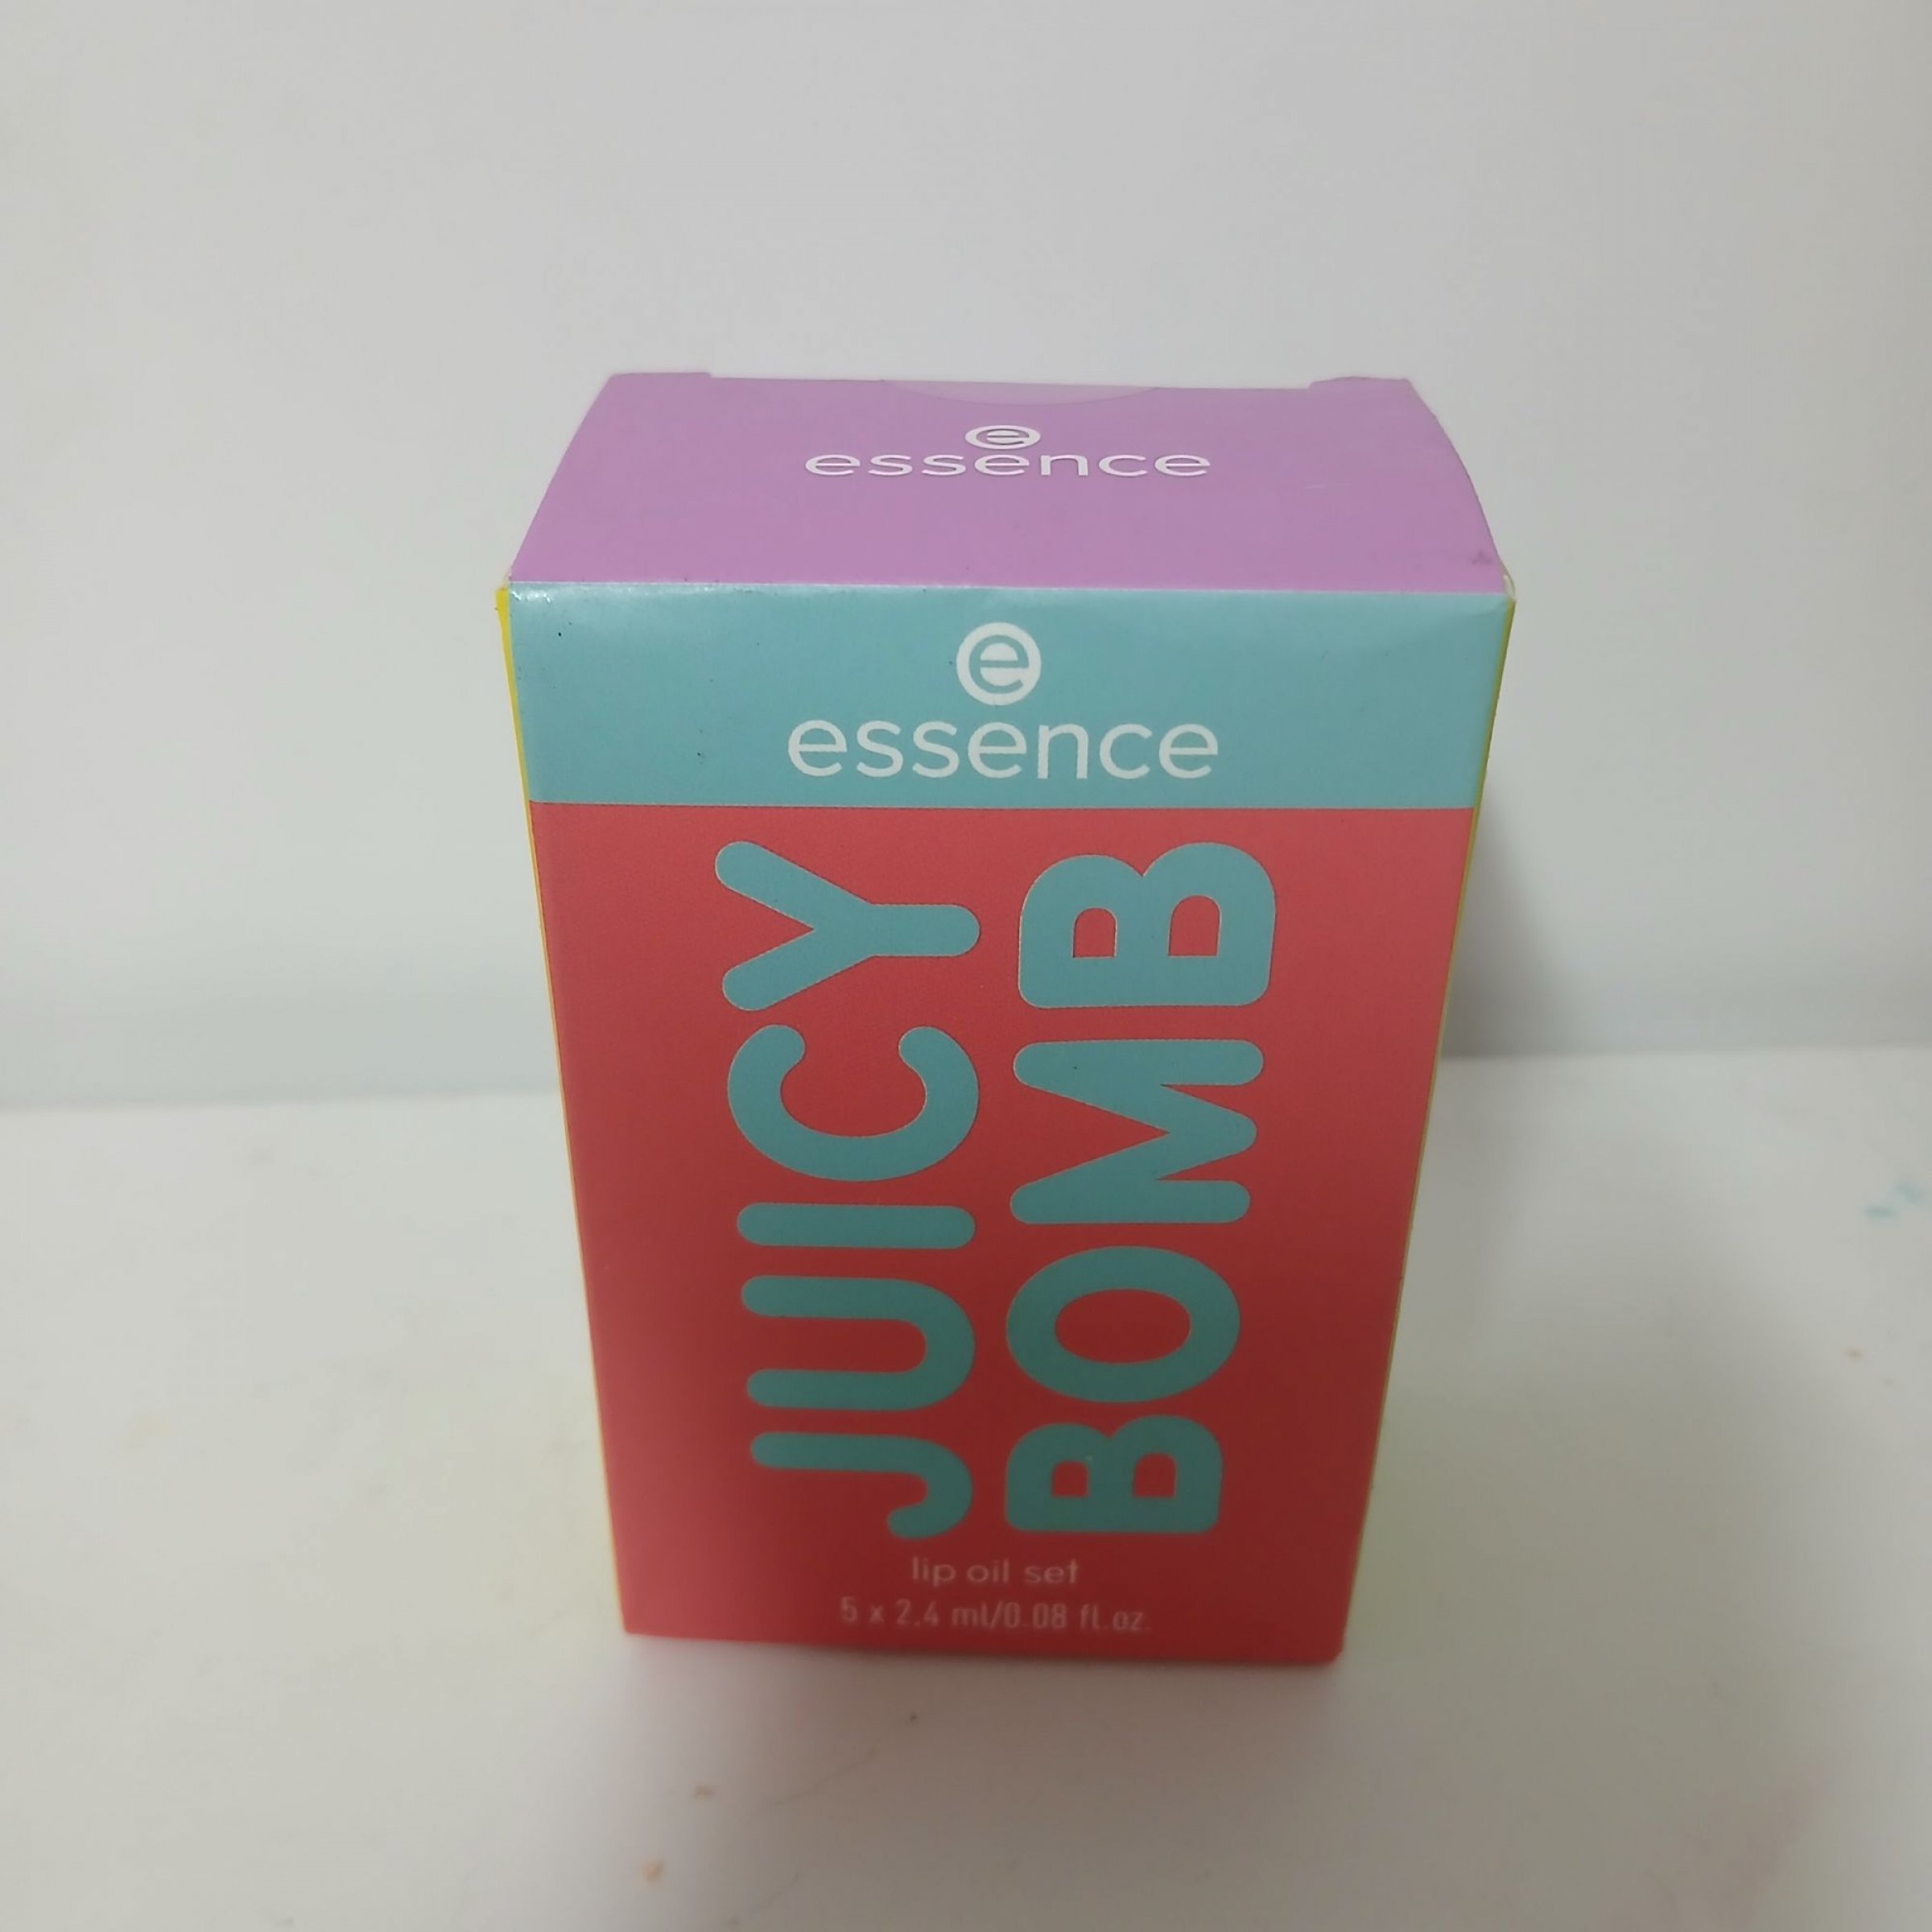 e
essence
e
essence
JUICY
BOMB
lip oil set
5 x 2.4 ml/0.08 fl.oz.